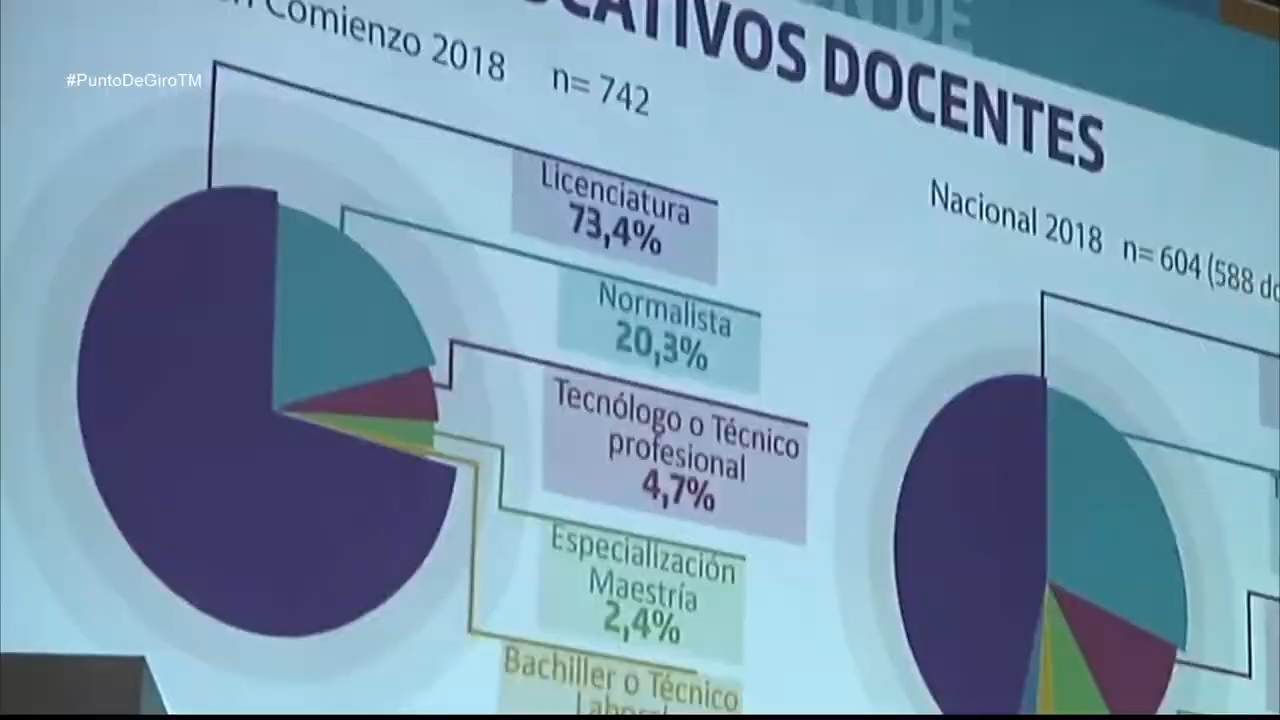 DE
CATIVOS DOCENTES
#PuntoDeGiroTM
Comienzo 2018 n= 742
Licenciatura
73,4%
Normalista
20,3%
Tecnólogo o Técnico
profesional
4,7%
Especialización
Maestría
2,4%
Bachiller o Técnico
Nacional 2018 n= 604 (588